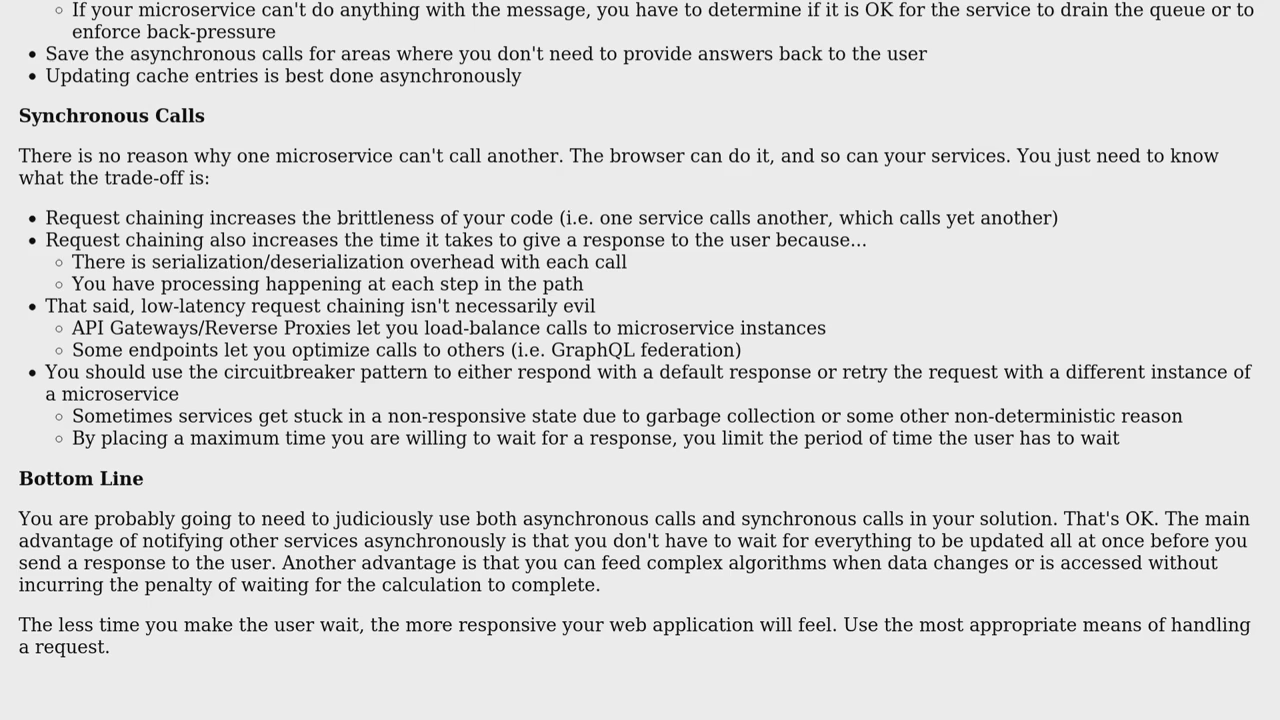 ◦ If your microservice can't do anything with the message, you have to determine if it is OK for the service to drain the queue or to
enforce back-pressure
• Save the asynchronous calls for areas where you don't need to provide answers back to the user
• Updating cache entries is best done asynchronously
Synchronous Calls
There is no reason why one microservice can't call another. The browser can do it, and so can your services. You just need to know
what the trade-off is:
• Request chaining increases the brittleness of your code (i.e. one service calls another, which calls yet another)
• Request chaining also increases the time it takes to give a response to the user because...
◦ There is serialization/deserialization overhead with each call
◦ You have processing happening at each step in the path
• That said, low-latency request chaining isn't necessarily evil
◦ API Gateways/Reverse Proxies let you load-balance calls to microservice instances
◦ Some endpoints let you optimize calls to others (i.e. GraphQL federation)
• You should use the circuitbreaker pattern to either respond with a default response or retry the request with a different instance of
a microservice
◦ Sometimes services get stuck in a non-responsive state due to garbage collection or some other non-deterministic reason
◦ By placing a maximum time you are willing to wait for a response, you limit the period of time the user has to wait
Bottom Line
You are probably going to need to judiciously use both asynchronous calls and synchronous calls in your solution. That's OK. The main
advantage of notifying other services asynchronously is that you don't have to wait for everything to be updated all at once before you
send a response to the user. Another advantage is that you can feed complex algorithms when data changes or is accessed without
incurring the penalty of waiting for the calculation to complete.
The less time you make the user wait, the more responsive your web application will feel. Use the most appropriate means of handling
a request.